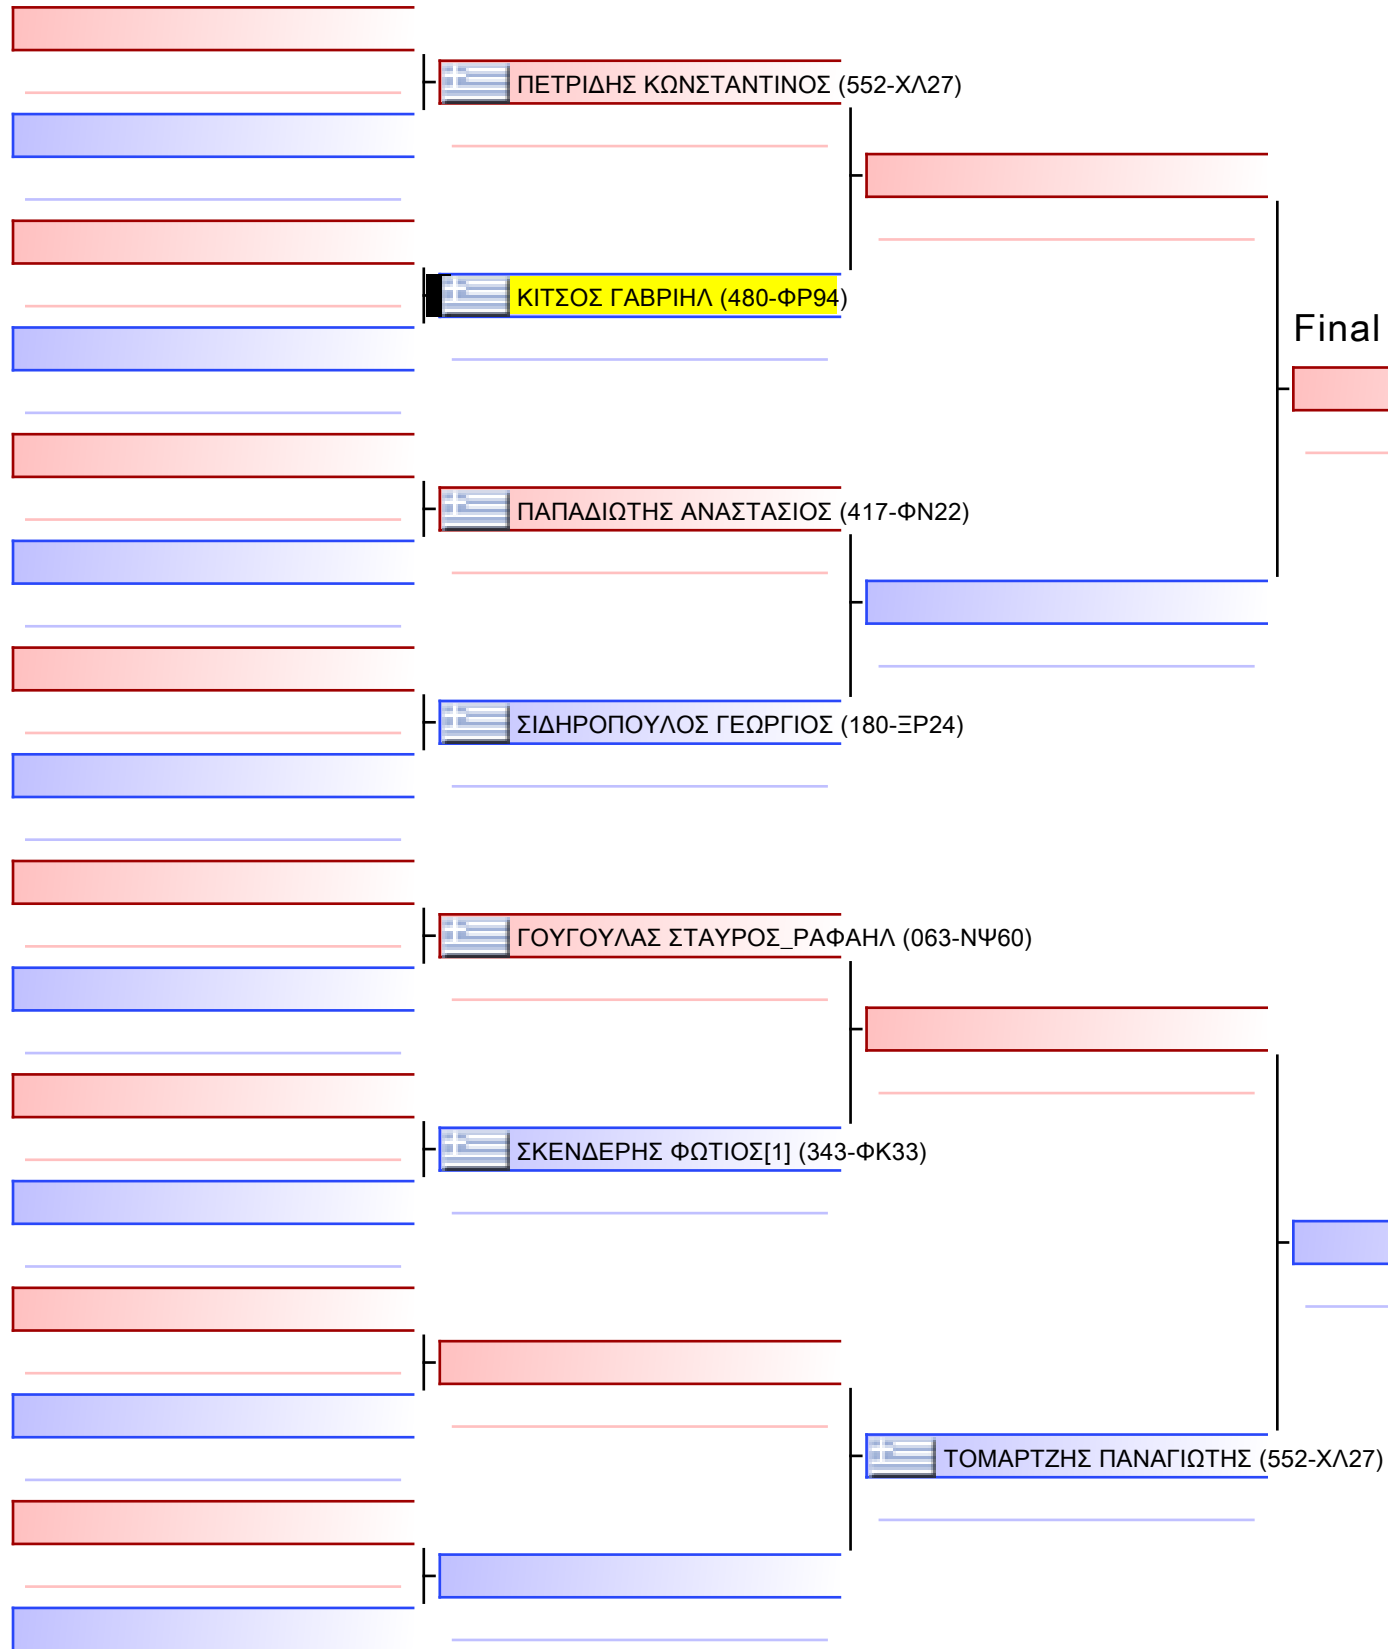 ΠΕΤΡΙΔΗΣ ΚΩΝΣΤΑΝΤΙΝΟΣ (552-ΧΛ27)
ΚΙΤΣΟΣ ΓΑΒΡΙΗΛ (480-ΦΡ94)
Final
ΠΑΠΑΔΙΩΤΗΣ ΑΝΑΣΤΑΣΙΟΣ (417-ΦΝ22)
ΣΙΔΗΡΟΠΟΥΛΟΣ ΓΕΩΡΓΙΟΣ (180-ΞΡ24)
ΓΟΥΓΟΥΛΑΣ ΣΤΑΥΡΟΣ_ΡΑΦΑΗΛ (063-ΝΨ60)
ΣΚΕΝΔΕΡΗΣ ΦΩΤΙΟΣ[1] (343-ΦΚ33)
ΤΟΜΑΡΤΖΗΣ ΠΑΝΑΓΙΩΤΗΣ (552-ΧΛ27)